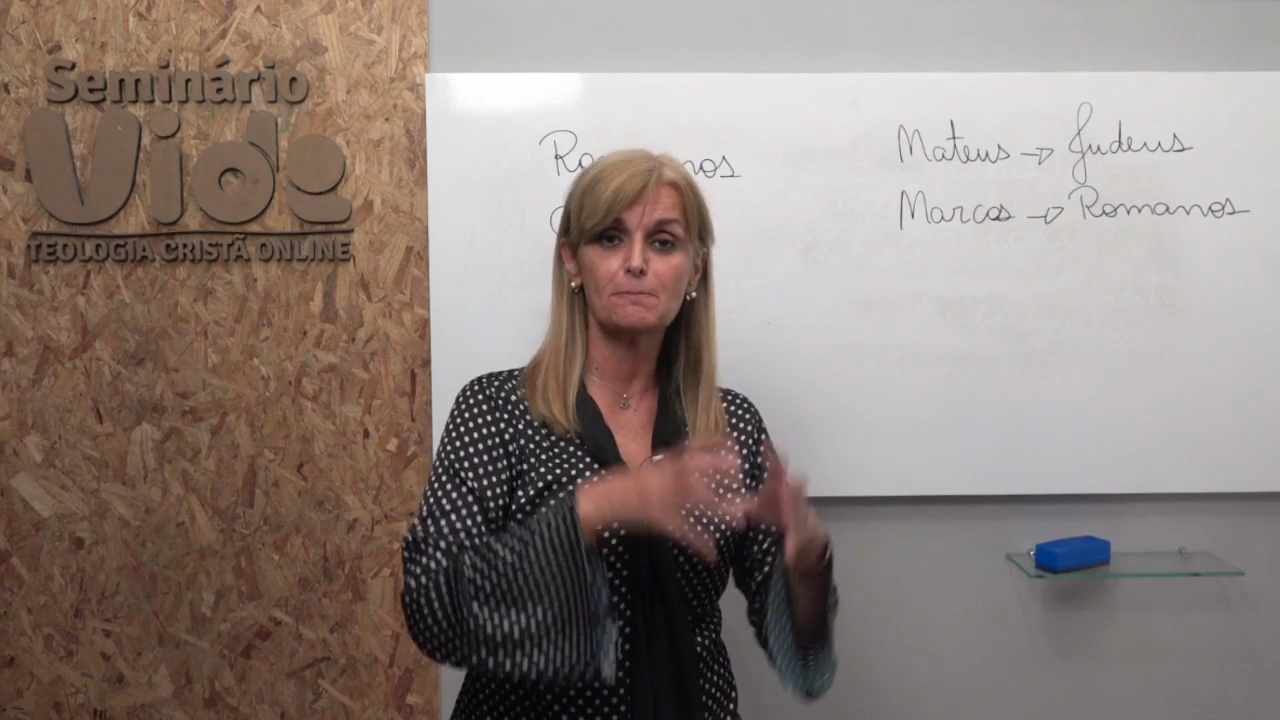 Seminário
Vida
TEOLOGIA CRISTÃ ONLINE
Mateus → Judeus
Marcos → Romanos